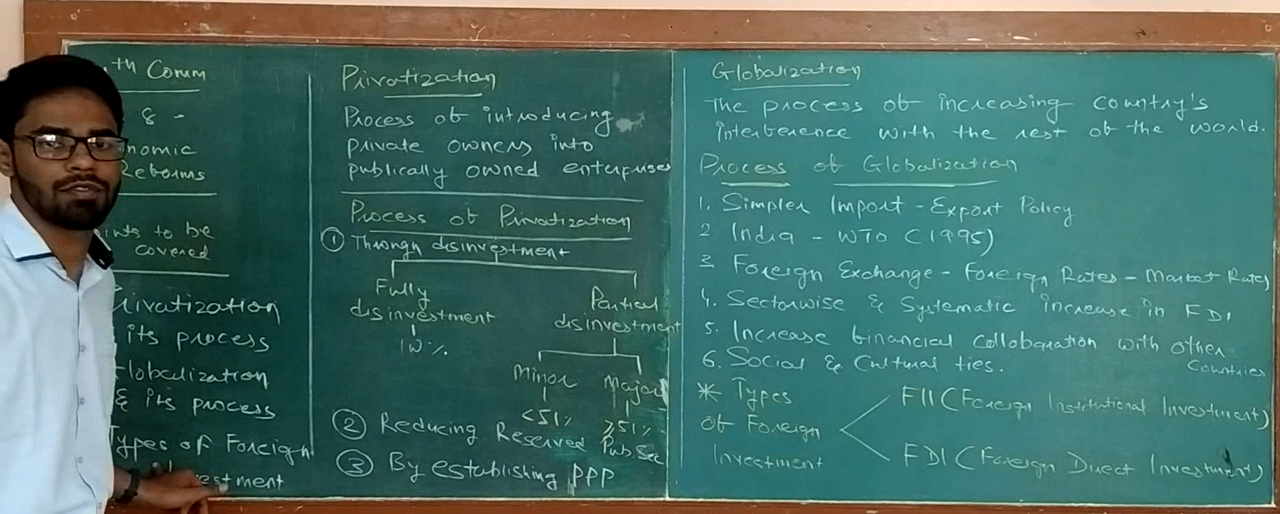 th Comm
8 -
nomic
Reforms
ints to be
covered
rivatization
its process
lobalization
& its process
Types of Foreign
estment
Privatization
Process of introducing
private owners into
publically owned enterprises
Process of Privatization
① Through disinvestment
Fully
disinvestment
100%.
Partial
disinvestment
Minor
<51%
Major
≥51%
② Reducing Reserved Pub.Sec
③ By establishing PPP
Globalization
The process of increasing country's
interference with the rest of the world.
Process of Globalization
1. Simpler Import - Export Policy
2 India - WTO (1995)
3 Foreign Exchange - Foreign Rates - Market Rates
4. Sectorwise & Systematic increase in FDI
5. Increase financial collaboration with other
countries
6. Social & Cultural ties.
* Types
of Foreign
Investment
FII (Foreign Institutional Investment)
FDI (Foreign Direct Investment)